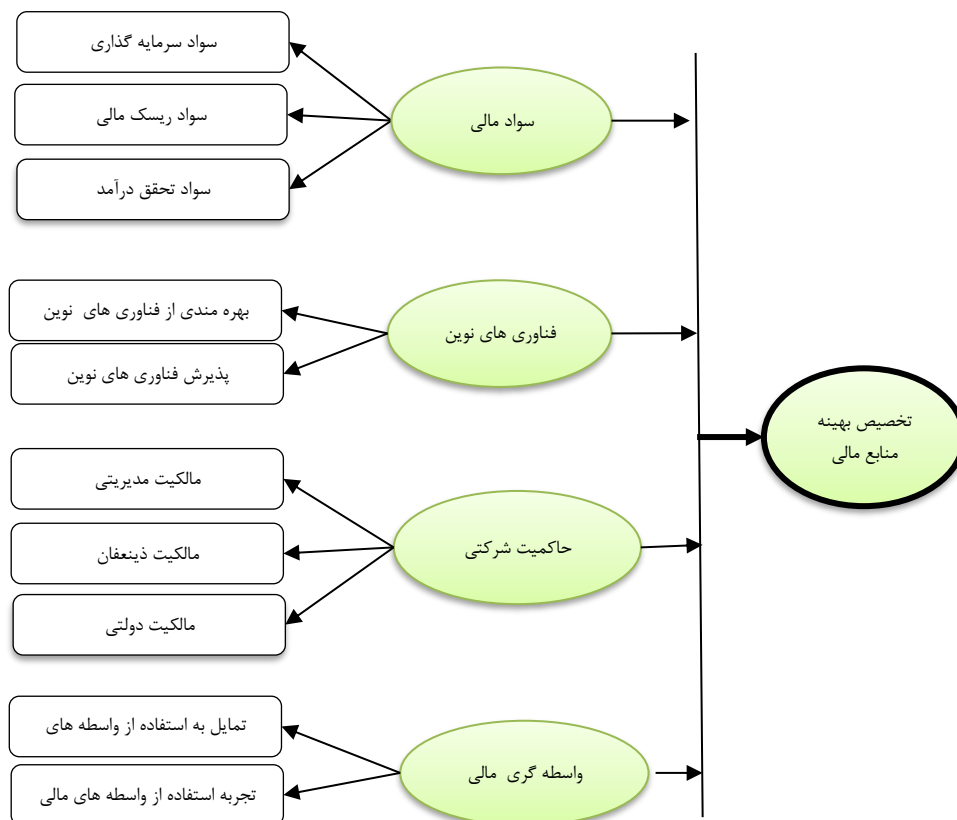 سواد سرمایه گذاری
سواد ریسک مالی
سواد تحقق درآمد
سواد مالی
بهره مندی از فناوری های نوین
پذیرش فناوری های نوین
فناوری های نوین
تخصیص بهینه
منابع مالی
مالکیت مدیریتی
مالکیت ذینعفان
مالکیت دولتی
حاکمیت شرکتی
تمایل به استفاده از واسطه های
تجربه استفاده از واسطه های مالی
واسطه گری مالی